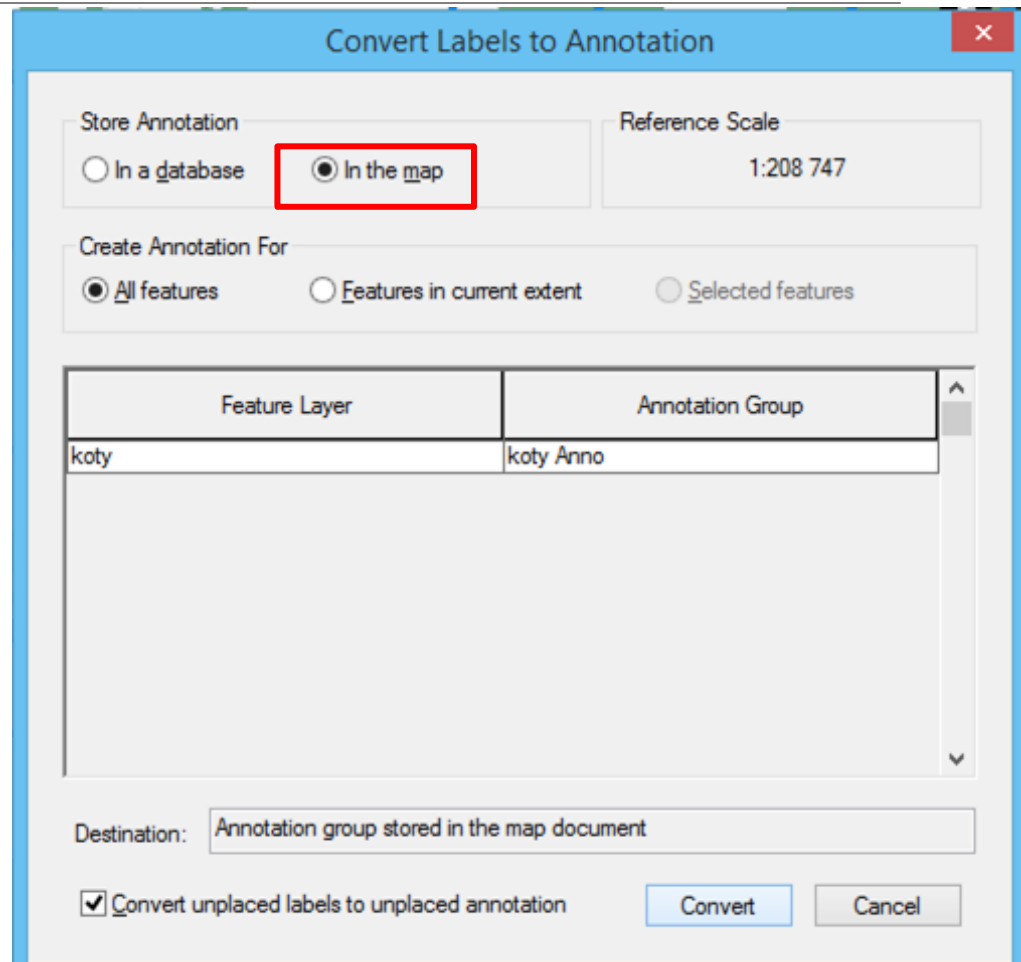 Convert Labels to Annotation
Store Annotation
In a database In the map
Reference Scale
1:208 747
Create Annotation For
All features Features in current extent Selected features
Feature Layer Annotation Group
koty koty Anno
Destination: Annotation group stored in the map document
Convert unplaced labels to unplaced annotation Convert Cancel